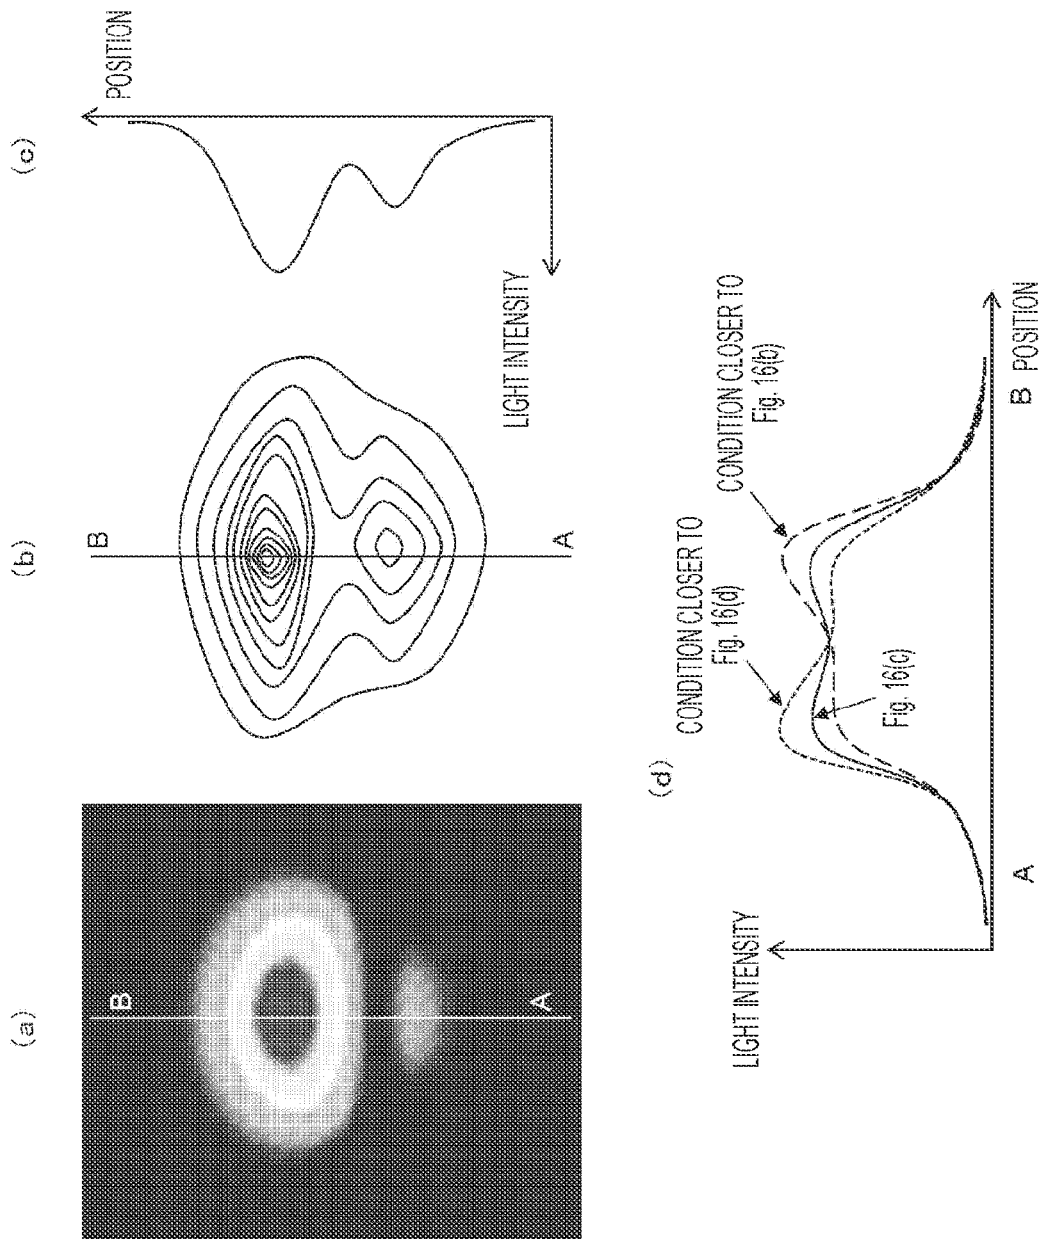 (a)
B
A
(b)
B
A
(c)
POSITION
LIGHT INTENSITY
(d)
LIGHT INTENSITY
CONDITION CLOSER TO
Fig. 16(d)
CONDITION CLOSER TO
Fig. 16(b)
Fig. 16(c)
A
B
POSITION